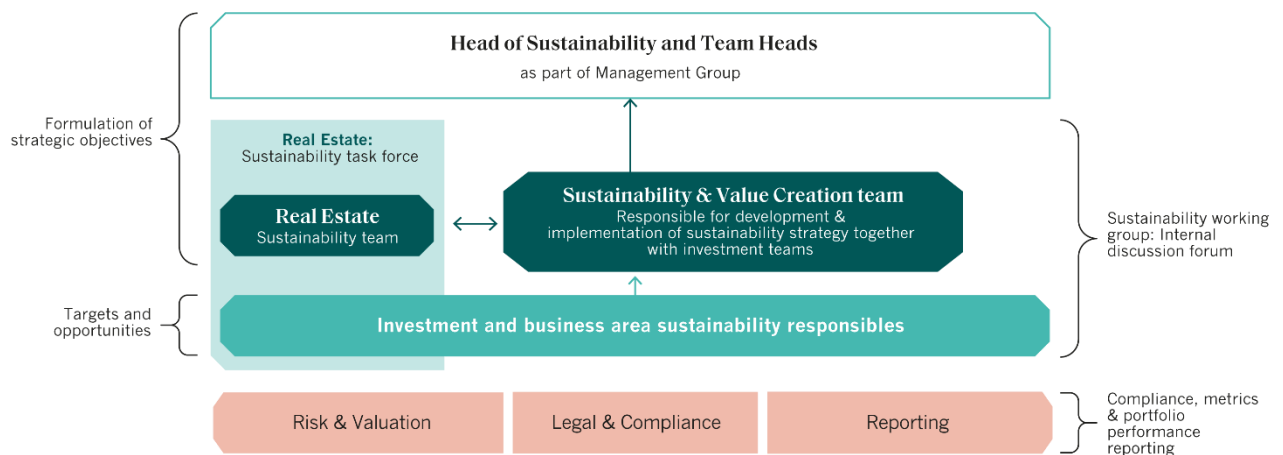 Head of Sustainability and Team Heads
as part of Management Group
Formulation of
strategic objectives
Real Estate:
Sustainability task force
Real Estate
Sustainability team
Sustainability & Value Creation team
Responsible for development &
implementation of sustainability strategy together
with investment teams
Sustainability working
group: Internal
discussion forum
Targets and
opportunities
Investment and business area sustainability responsibles
Risk & Valuation
Legal & Compliance
Reporting
Compliance, metrics
& portfolio
performance
reporting